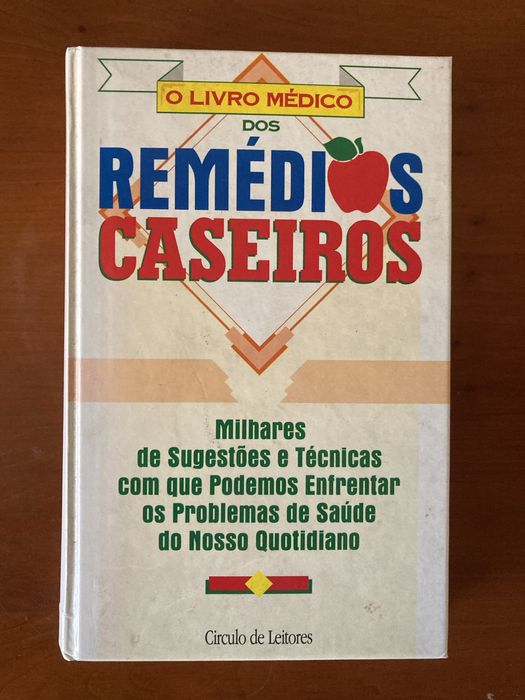 O LIVRO MÉDICO
DOS
REMÉDIOS
CASEIROS
Milhares
de Sugestões e Técnicas
com que Podemos Enfrentar
os Problemas de Saúde
do Nosso Quotidiano
Circulo de Leitores